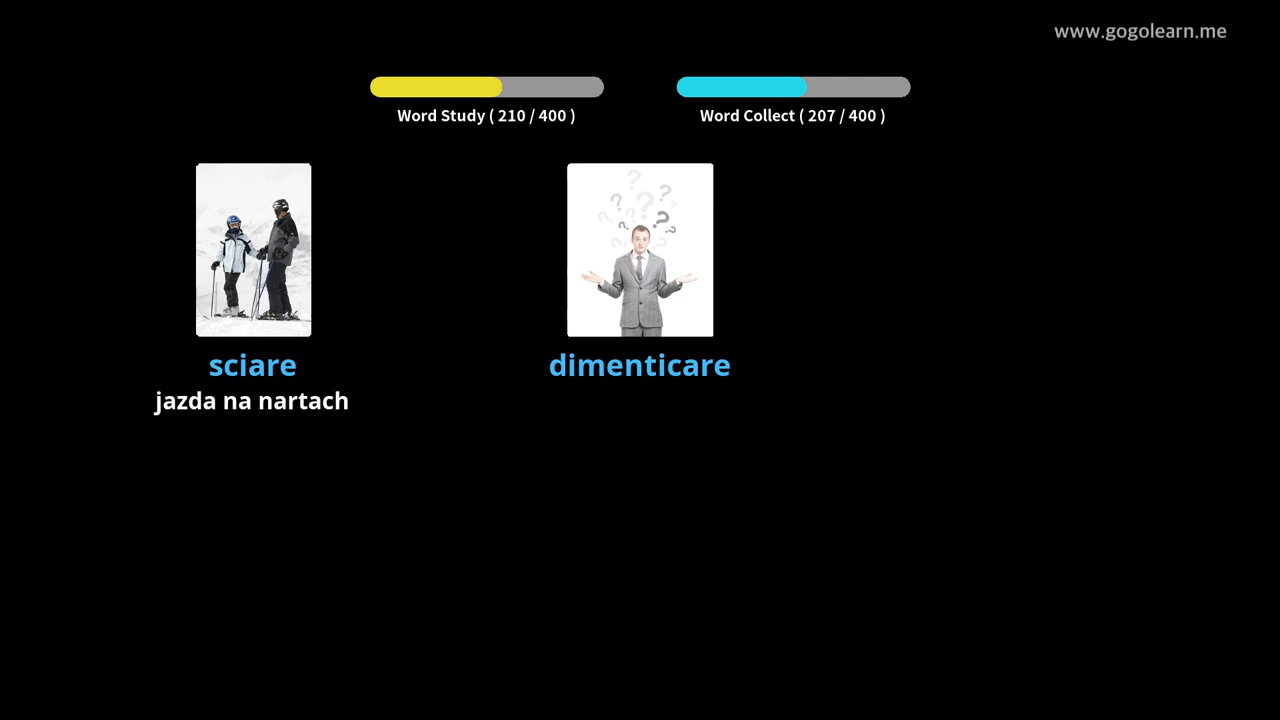 www.gogolearn.me
Word Study ( 210 / 400 )
Word Collect ( 207 / 400 )
sciare
dimenticare
jazda na nartach